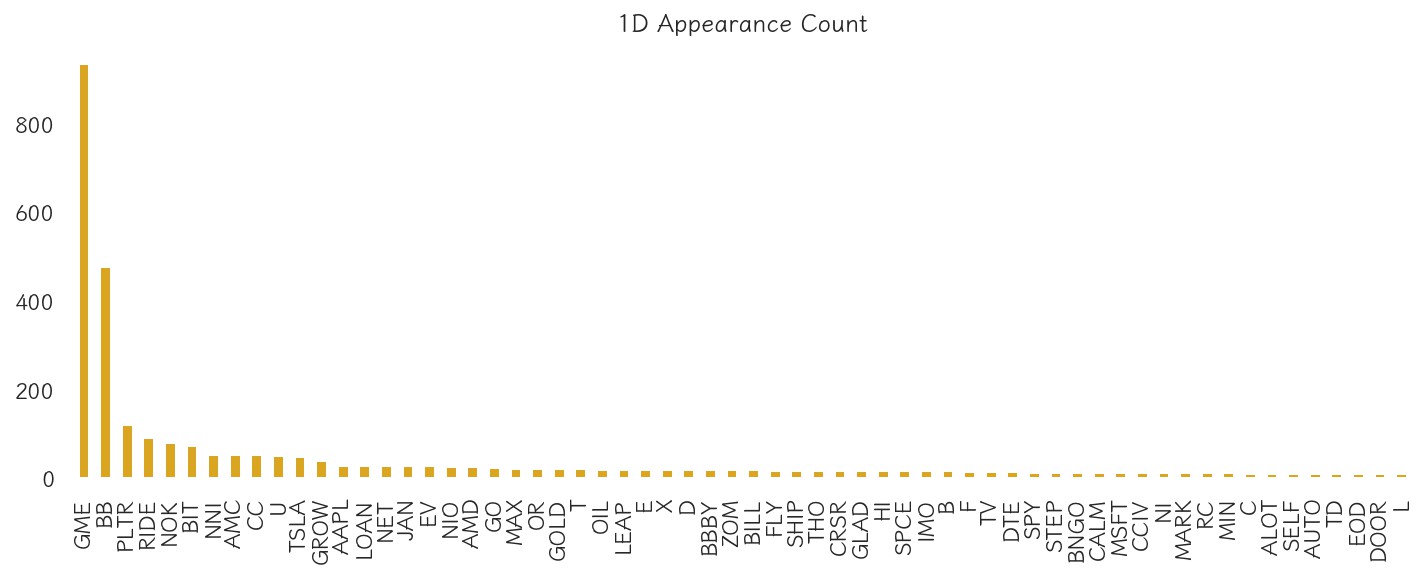 1D Appearance Count
800
600
400
200
0
GME
BB
PLTR
RIDE
NOK
BIT
NNI
AMC
CC
U
TSLA
GROW
AAPL
LOAN
NET
JAN
EV
NIO
AMD
GO
MAX
OR
GOLD
T
OIL
LEAP
E
X
D
BBBY
ZOM
BILL
FLY
SHIP
THO
CRSR
GLAD
HI
SPCE
IMO
B
F
TV
DTE
SPY
STEP
BNGO
CALM
MSFT
CCIV
NI
MARK
RC
MIN
C
ALOT
SELF
AUTO
TD
EOD
DOOR
L